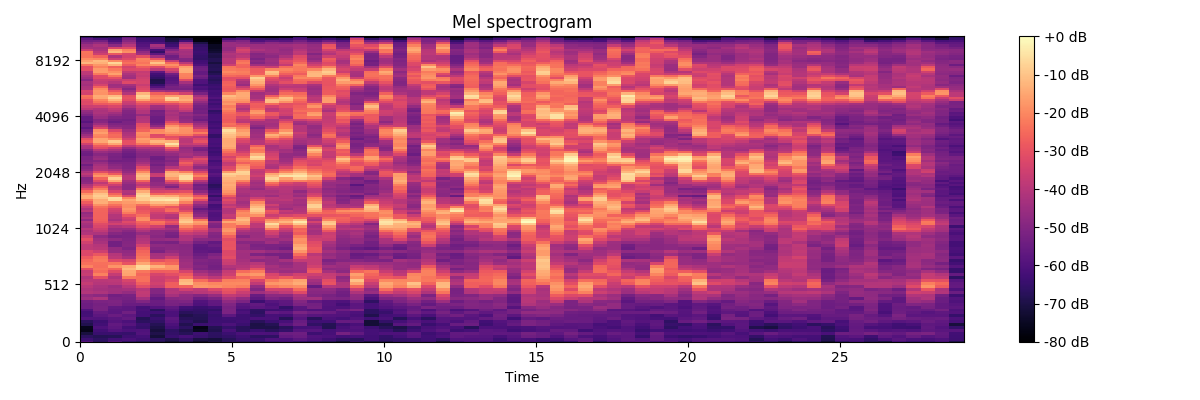 Mel spectrogram
Hz
8192
4096
2048
1024
512
0
0 5 10 15 20 25
Time
+0 dB
-10 dB
-20 dB
-30 dB
-40 dB
-50 dB
-60 dB
-70 dB
-80 dB